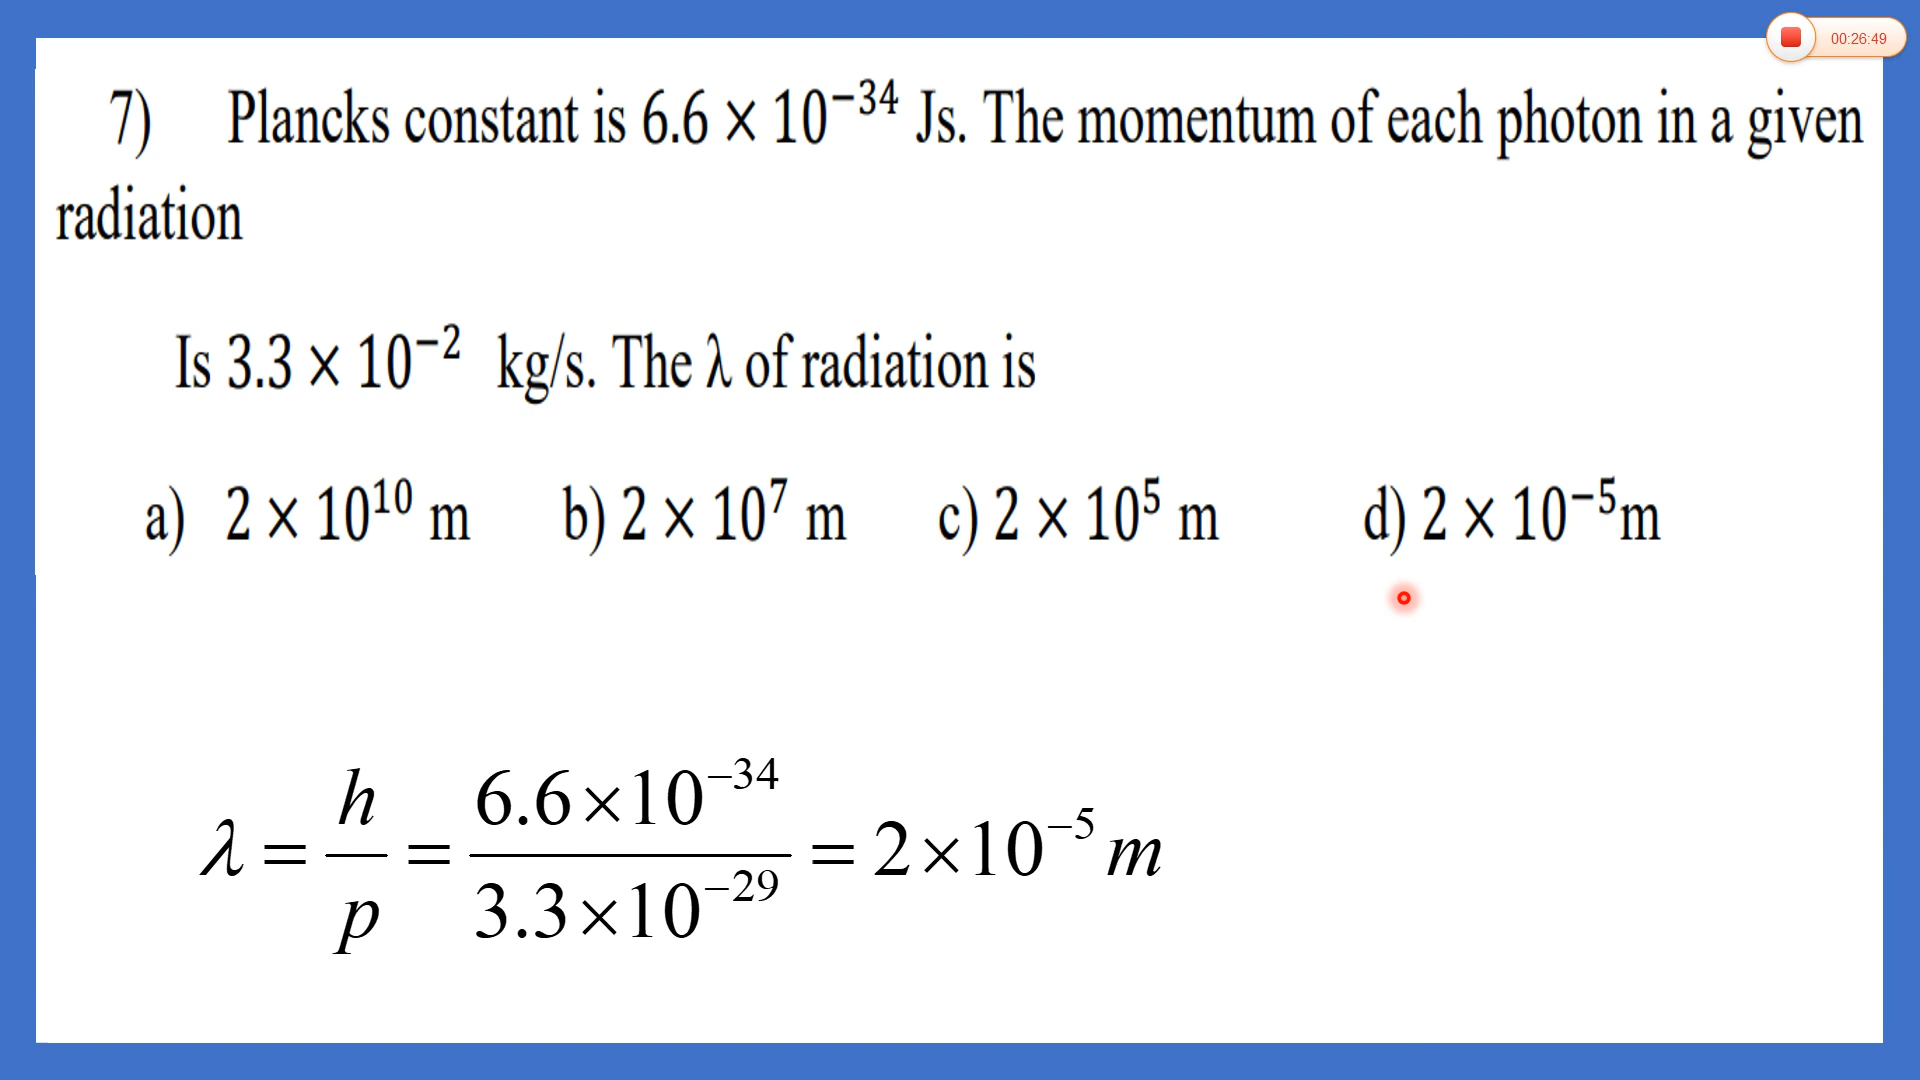 00:26:49
7) Plancks constant is 6.6 × 10⁻³⁴ Js. The momentum of each photon in a given
radiation
Is 3.3 × 10⁻² kg/s. The λ of radiation is
a) 2 × 10¹⁰ m b) 2 × 10⁷ m c) 2 × 10⁵ m d) 2 × 10⁻⁵m
λ = h/p = 6.6×10⁻³⁴/3.3×10⁻²⁹ = 2×10⁻⁵ m